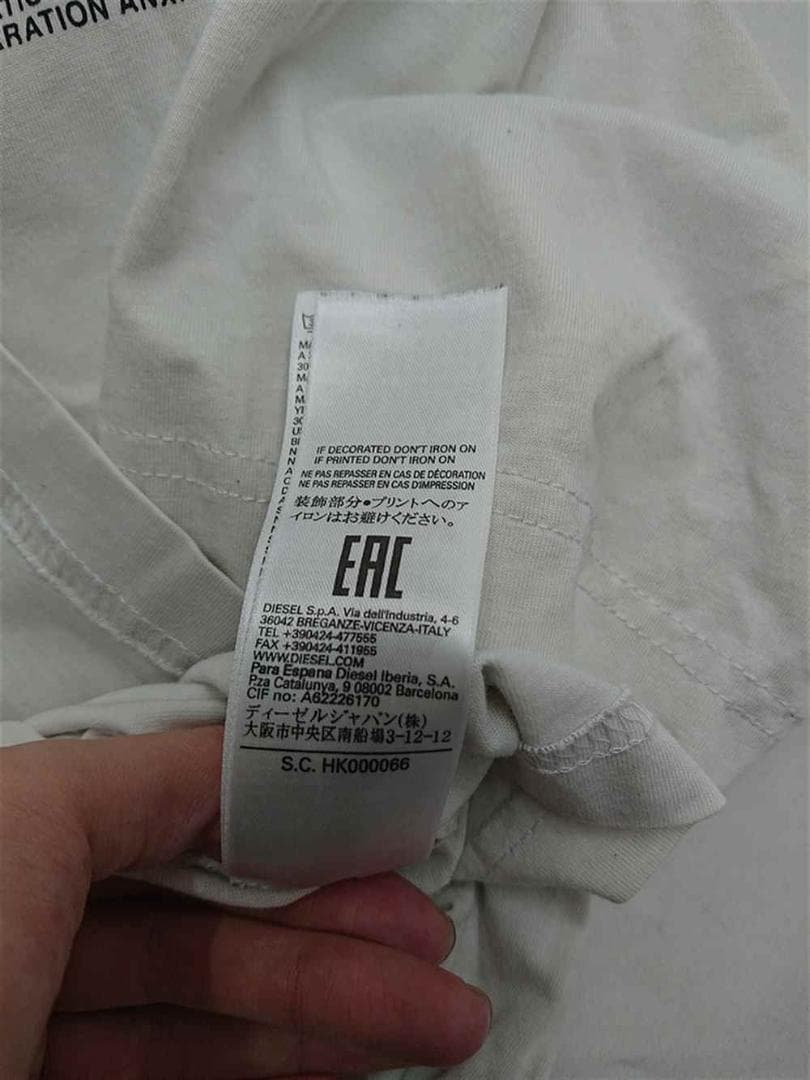 IF DECORATED DON'T IRON ON
IF PRINTED DON'T IRON ON
NE PAS REPASSER EN CAS DE DÉCORATION
NE PAS REPASSER EN CAS D'IMPRESSION
装飾部分●プリントへのア
イロンはお避けください。
EAC
DIESEL S.p.A. Via dell'Industria, 4-6
36042 BREGANZE-VICENZA-ITALY
TEL +390424-477555
FAX +390424-411955
WWW.DIESEL.COM
Para Espana Diesel Iberia, S.A.
P.za Catalunya, 9 08002 Barcelona
CIF no: A62226170
ディーゼルジャパン(株)
大阪市中央区南船場3-12-12
S.C. HK000066